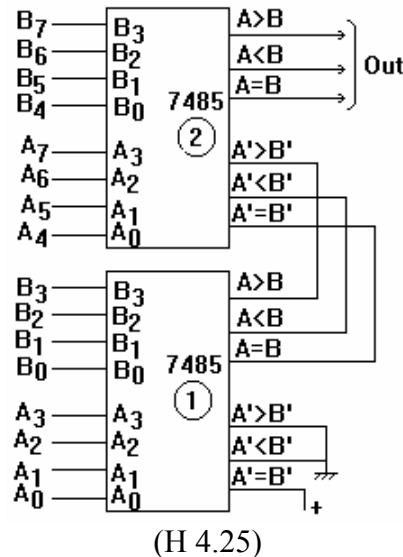 B₇ B₃ A>B
B₆ B₂ A<B Out
B₅ B₁ A=B
B₄ B₀ 7485
②
A₇ A₃ A'>B'
A₆ A₂ A'<B'
A₅ A₁ A'=B'
A₄ A₀
B₃ B₃ A>B
B₂ B₂ A<B
B₁ B₁ A=B
B₀ B₀ 7485
①
A₃ A₃ A'>B'
A₂ A₂ A'<B'
A₁ A₁ A'=B'
A₀ A₀ +
(H 4.25)